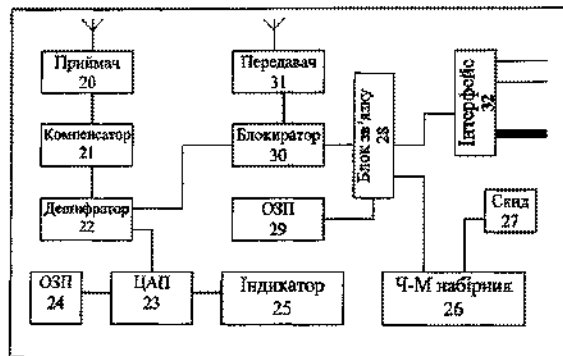 Приймач
20
Передавач
31
Компенсатор
21
Блокиратор
30
Блок зв'язку
28
Інтерфейс
32
Дешифратор
22
ОЗП
29
Скид
27
ОЗП
24
ЦАП
23
Індикатор
25
Ч-М набірник
26